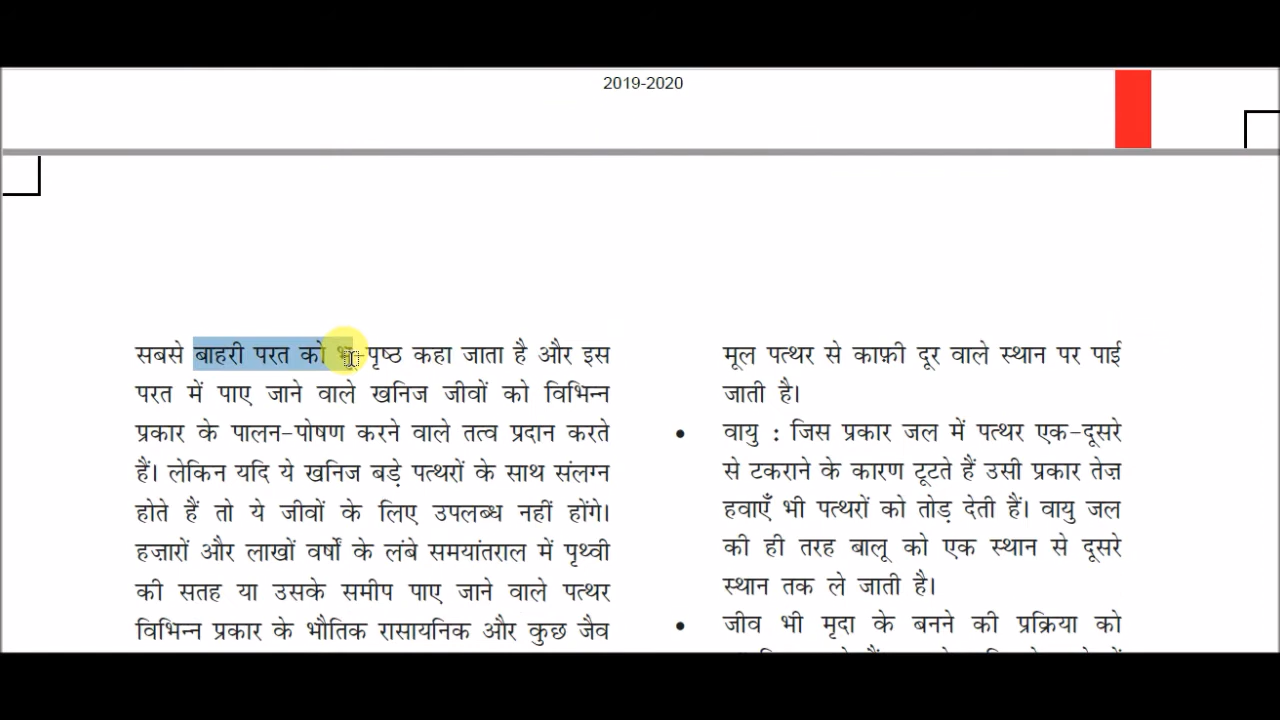 2019-2020
सबसे बाहरी परत को भू-पृष्ठ कहा जाता है और इस
परत में पाए जाने वाले खनिज जीवों को विभिन्न
प्रकार के पालन-पोषण करने वाले तत्व प्रदान करते
हैं। लेकिन यदि ये खनिज बड़े पत्थरों के साथ संलग्न
होते हैं तो ये जीवों के लिए उपलब्ध नहीं होंगे।
हज़ारों और लाखों वर्षों के लंबे समयांतराल में पृथ्वी
की सतह या उसके समीप पाए जाने वाले पत्थर
विभिन्न प्रकार के भौतिक रासायनिक और कुछ जैव
मूल पत्थर से काफ़ी दूर वाले स्थान पर पाई
जाती है।
• वायु : जिस प्रकार जल में पत्थर एक-दूसरे
से टकराने के कारण टूटते हैं उसी प्रकार तेज़
हवाएँ भी पत्थरों को तोड़ देती हैं। वायु जल
की ही तरह बालू को एक स्थान से दूसरे
स्थान तक ले जाती है।
• जीव भी मृदा के बनने की प्रक्रिया को